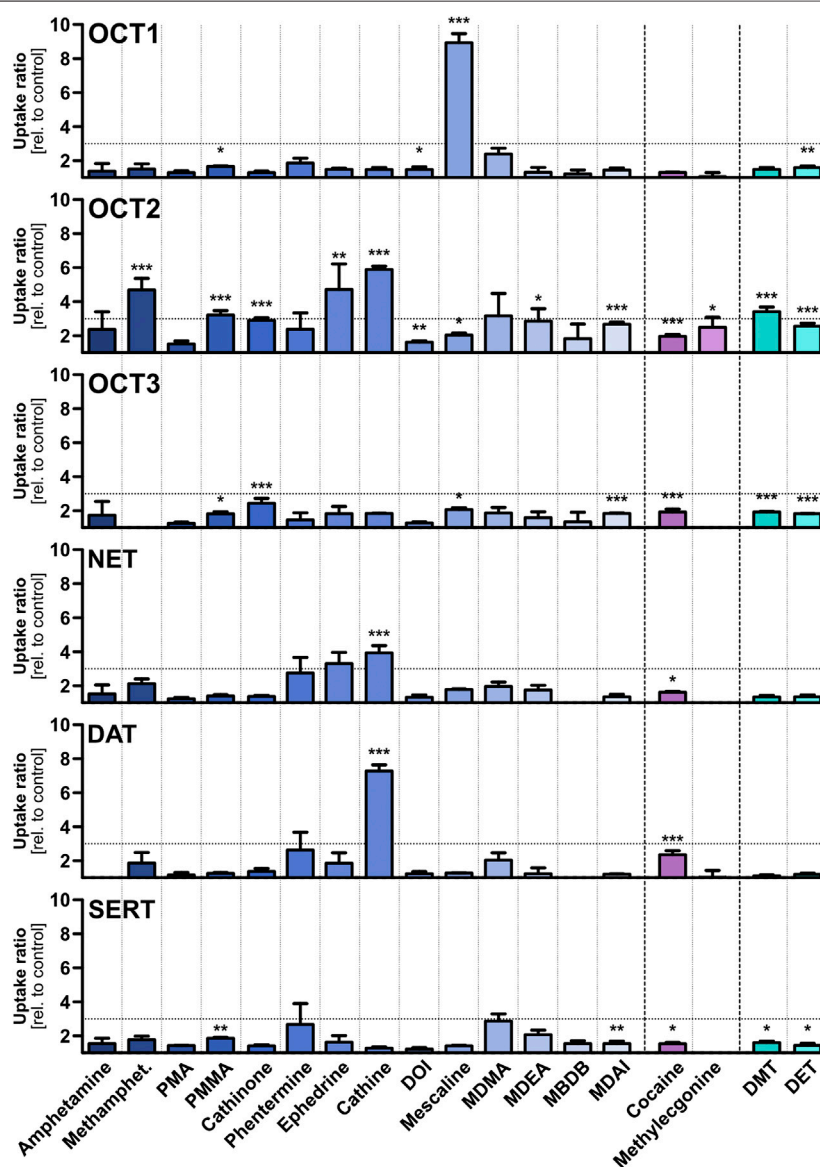 OCT1
Uptake ratio
[rel. to control]
10
8
6
4
2
* * *** **
OCT2
Uptake ratio
[rel. to control]
10
8
6
4
2
*** *** *** ** *** ** * * *** *** * *** ***
OCT3
Uptake ratio
[rel. to control]
10
8
6
4
2
* *** * *** *** *** ***
NET
Uptake ratio
[rel. to control]
10
8
6
4
2
*** *
DAT
Uptake ratio
[rel. to control]
10
8
6
4
2
*** ***
SERT
Uptake ratio
[rel. to control]
10
8
6
4
2
** ** * * *
Amphetamine
Methamphet.
PMA
PMMA
Cathinone
Phentermine
Ephedrine
Cathine
DOI
Mescaline
MDMA
MDEA
MBDB
MDAI
Cocaine
Methylecgonine
DMT
DET